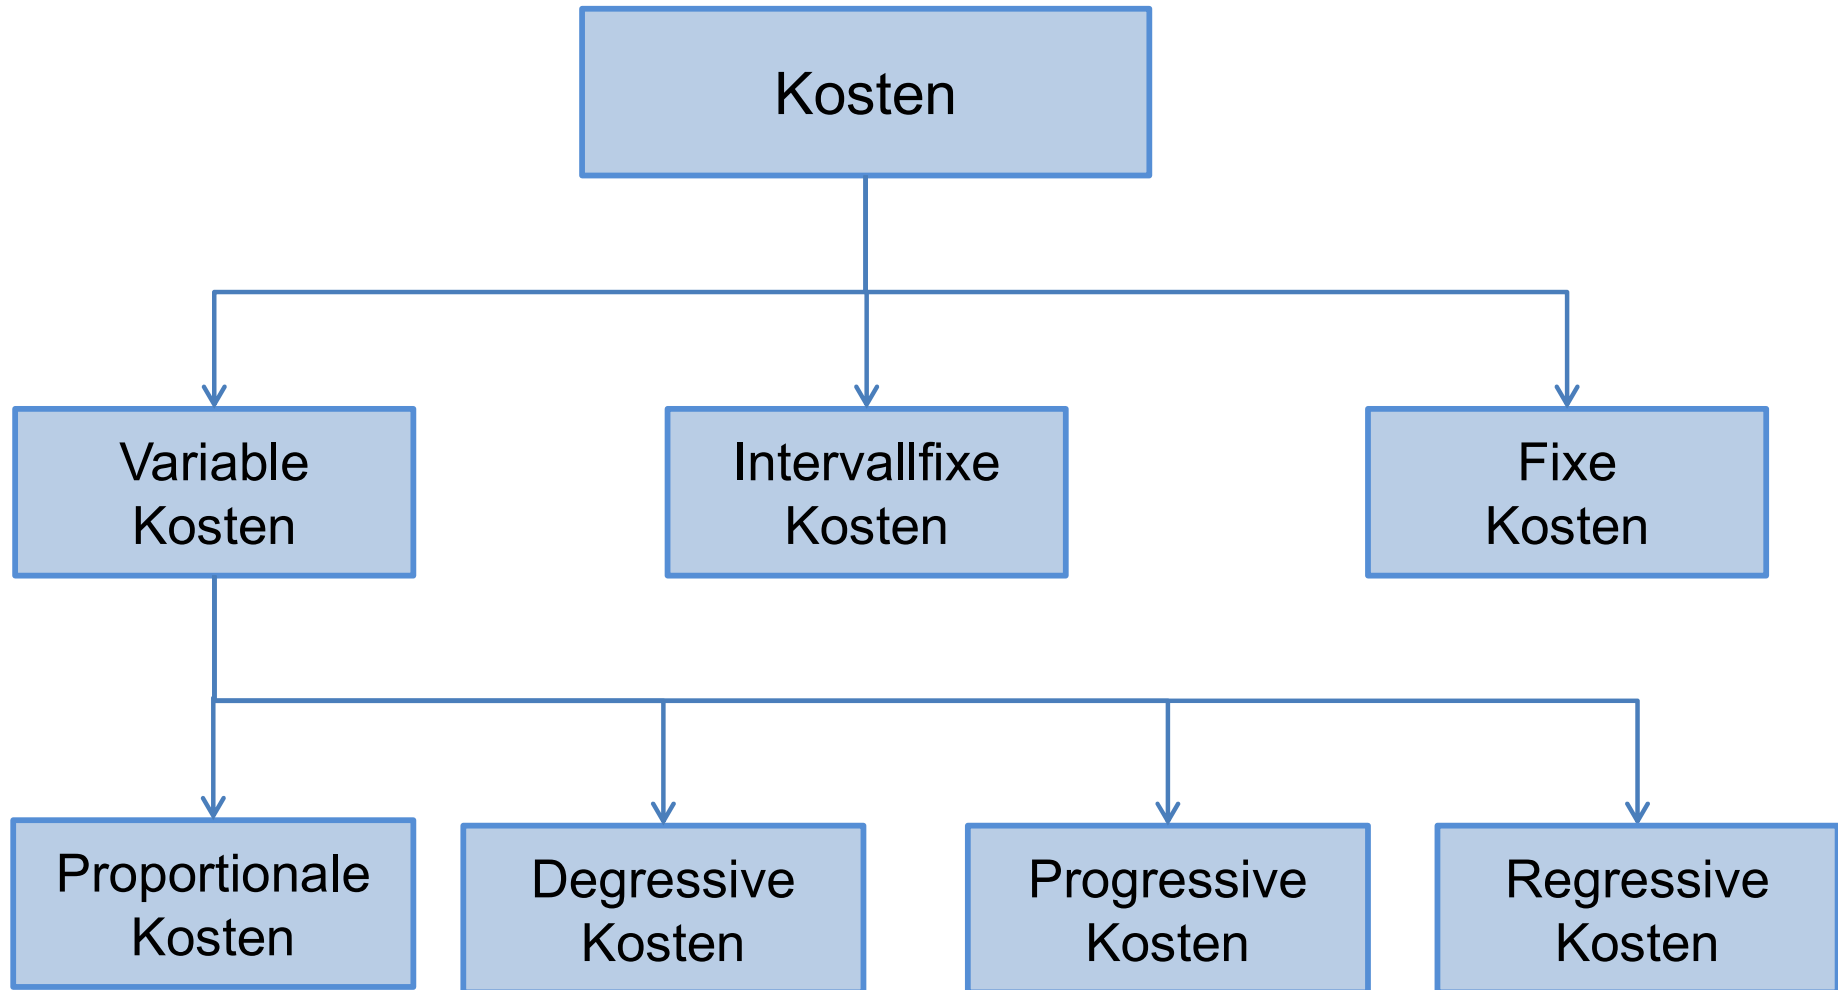 Kosten
Variable
Kosten
Intervallfixe
Kosten
Fixe
Kosten
Proportionale
Kosten
Degressive
Kosten
Progressive
Kosten
Regressive
Kosten